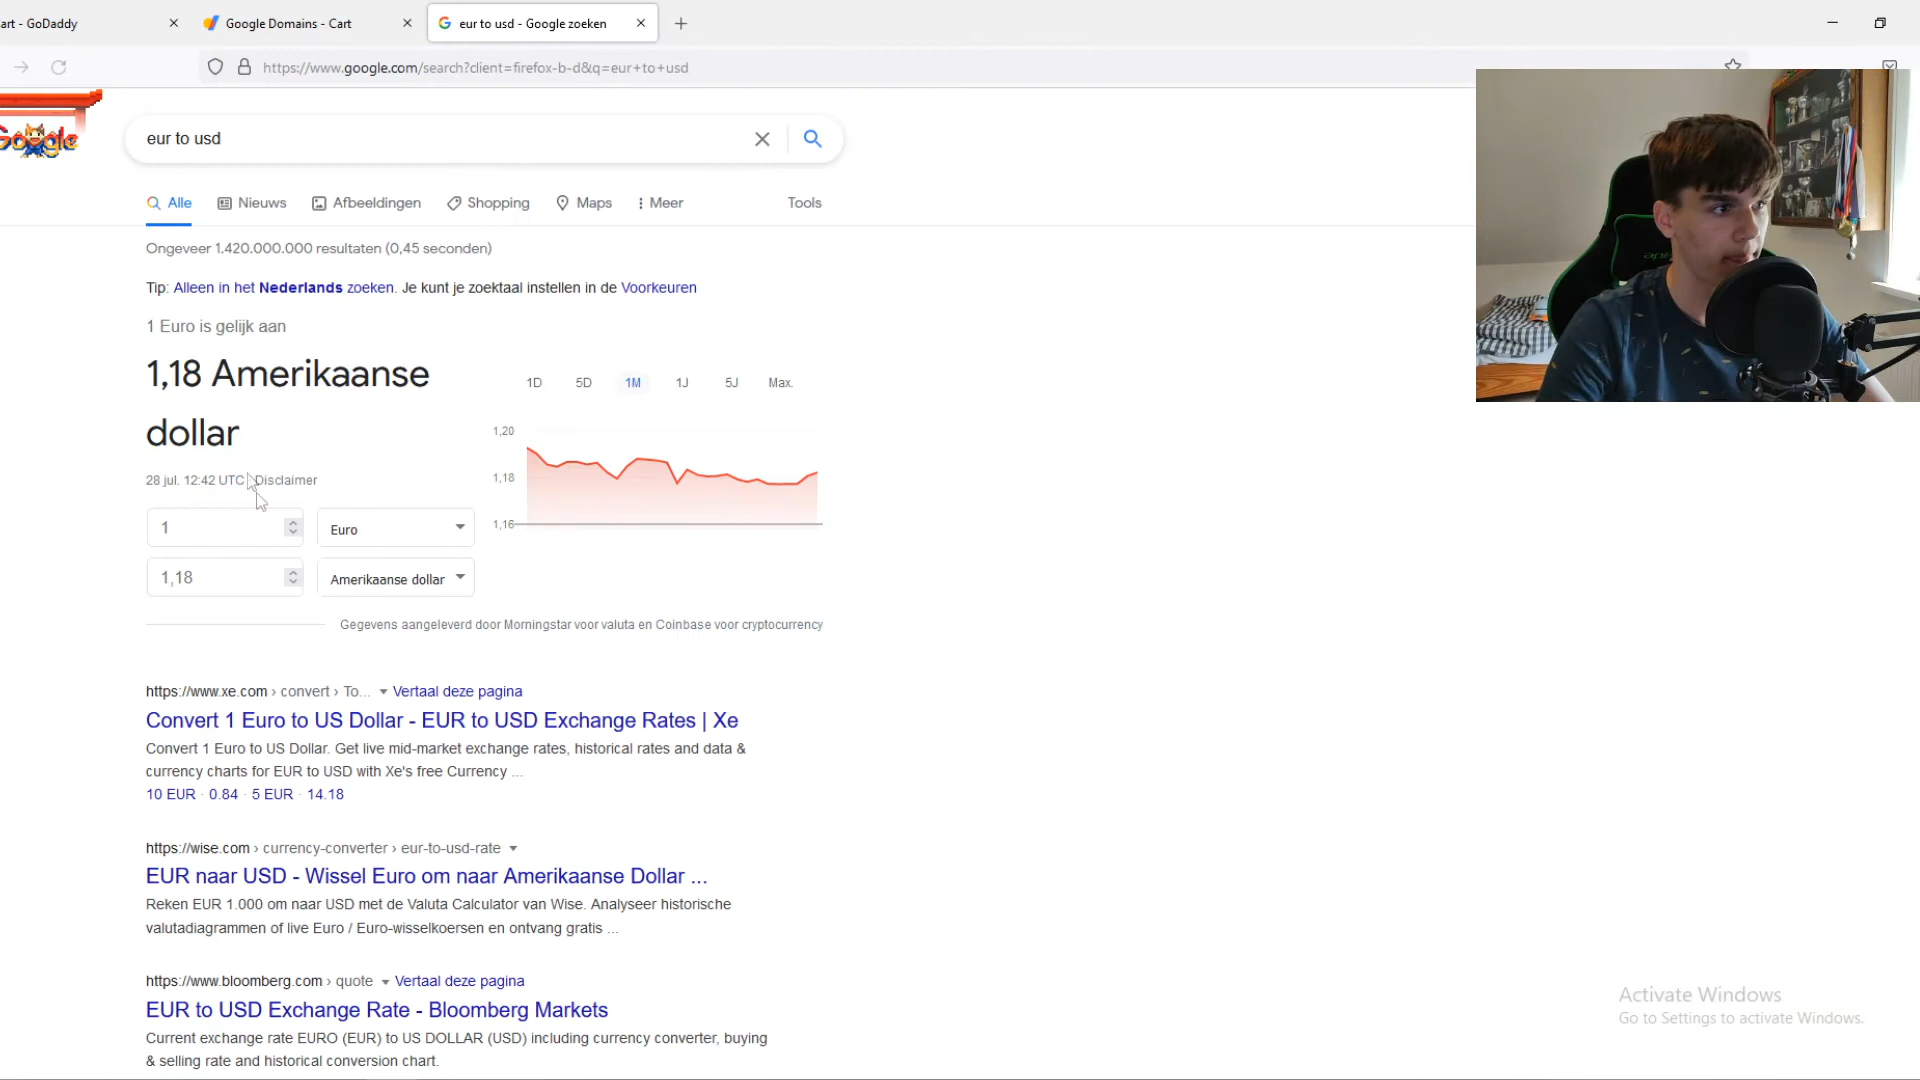 art - GoDaddy
Google Domains - Cart
eur to usd - Google zoeken
https://www.google.com/search?client=firefox-b-d&q=eur+to+usd
Google
eur to usd
Alle
Nieuws
Afbeeldingen
Shopping
Maps
Meer
Tools
Ongeveer 1.420.000.000 resultaten (0,45 seconden)
Tip: Alleen in het Nederlands zoeken. Je kunt je zoektaal instellen in de Voorkeuren
1 Euro is gelijk aan
1,18 Amerikaanse
dollar
28 jul. 12:42 UTC · Disclaimer
1D 5D 1M 1J 5J Max.
1,20
1,18
1,16
1
Euro
1,18
Amerikaanse dollar
Gegevens aangeleverd door Morningstar voor valuta en Coinbase voor cryptocurrency
https://www.xe.com › convert › To... Vertaal deze pagina
Convert 1 Euro to US Dollar - EUR to USD Exchange Rates | Xe
Convert 1 Euro to US Dollar. Get live mid-market exchange rates, historical rates and data &
currency charts for EUR to USD with Xe's free Currency ...
10 EUR · 0.84 · 5 EUR · 14.18
https://wise.com › currency-converter › eur-to-usd-rate
EUR naar USD - Wissel Euro om naar Amerikaanse Dollar ...
Reken EUR 1.000 om naar USD met de Valuta Calculator van Wise. Analyseer historische
valutadiagrammen of live Euro / Euro-wisselkoersen en ontvang gratis ...
https://www.bloomberg.com › quote Vertaal deze pagina
EUR to USD Exchange Rate - Bloomberg Markets
Current exchange rate EURO (EUR) to US DOLLAR (USD) including currency converter, buying
& selling rate and historical conversion chart.
Activate Windows
Go to Settings to activate Windows.